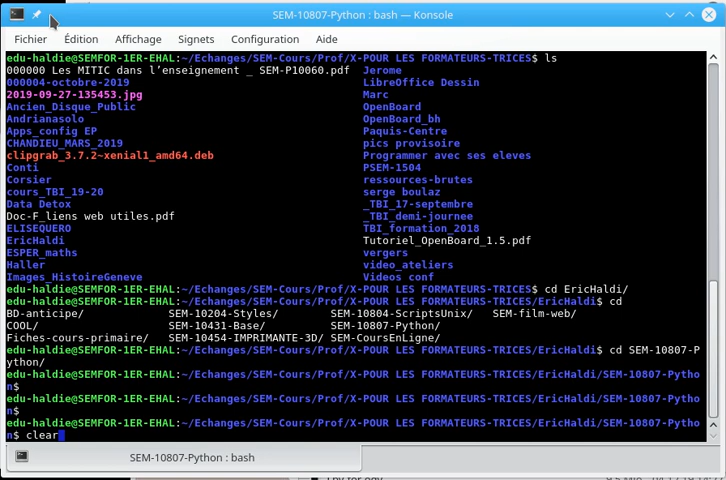 SEM-10807-Python : bash — Konsole
Fichier Édition Affichage Signets Configuration Aide
edu-haldie@SEMFOR-1ER-EHAL:~/Echanges/SEM-Cours/Prof/X-POUR LES FORMATEURS-TRECTICES$ ls
000000 Les MITIC dans l’enseignement _ SEM-P10060.pdf Jerome
000004-octobre-2019 LibreOffice Dessin
2019-09-27-135453.jpg Marc
Ancien_Disque_Public OpenBoard
Andrianasolo OpenBoard_bh
Apps_config EP Paquis-Centre
CHANDIEU_MARS_2019 pics provisoire
clipgrab_3.7.2~xenial1_amd64.deb Programmer avec ses eleves
Conti PSEM-1504
Corsier ressources-brutes
cours_TBI_19-20 serge boulaz
Data Detox _TBI_17-septembre
Doc-F_liens web utiles.pdf _TBI_demi-journee
ELISEQUERO TBI_formation_2018
EricHaldi Tutoriel_OpenBoard_1.5.pdf
ESPER_maths vergers
Haller video_ateliers
Images_HistoireGeneve Videos conf
edu-haldie@SEMFOR-1ER-EHAL:~/Echanges/SEM-Cours/Prof/X-POUR LES FORMATEURS-TRECTICES$ cd EricHaldi/
edu-haldie@SEMFOR-1ER-EHAL:~/Echanges/SEM-Cours/Prof/X-POUR LES FORMATEURS-TRECTICES/EricHaldi$ cd
BD-anticipe/ SEM-10204-Styles/ SEM-10804-ScriptsUnix/ SEM-film-web/
COOL/ SEM-10431-Base/ SEM-10807-Python/
Fiches-cours-primaire/ SEM-10454-IMPRIMANTE-3D/ SEM-CoursEnLigne/
edu-haldie@SEMFOR-1ER-EHAL:~/Echanges/SEM-Cours/Prof/X-POUR LES FORMATEURS-TRECTICES/EricHaldi$ cd SEM-10807-P
ython/
edu-haldie@SEMFOR-1ER-EHAL:~/Echanges/SEM-Cours/Prof/X-POUR LES FORMATEURS-TRECTICES/EricHaldi/SEM-10807-Pytho
n$
edu-haldie@SEMFOR-1ER-EHAL:~/Echanges/SEM-Cours/Prof/X-POUR LES FORMATEURS-TRECTICES/EricHaldi/SEM-10807-Pytho
n$
edu-haldie@SEMFOR-1ER-EHAL:~/Echanges/SEM-Cours/Prof/X-POUR LES FORMATEURS-TRECTICES/EricHaldi/SEM-10807-Pytho
n$ clear
SEM-10807-Python : bash